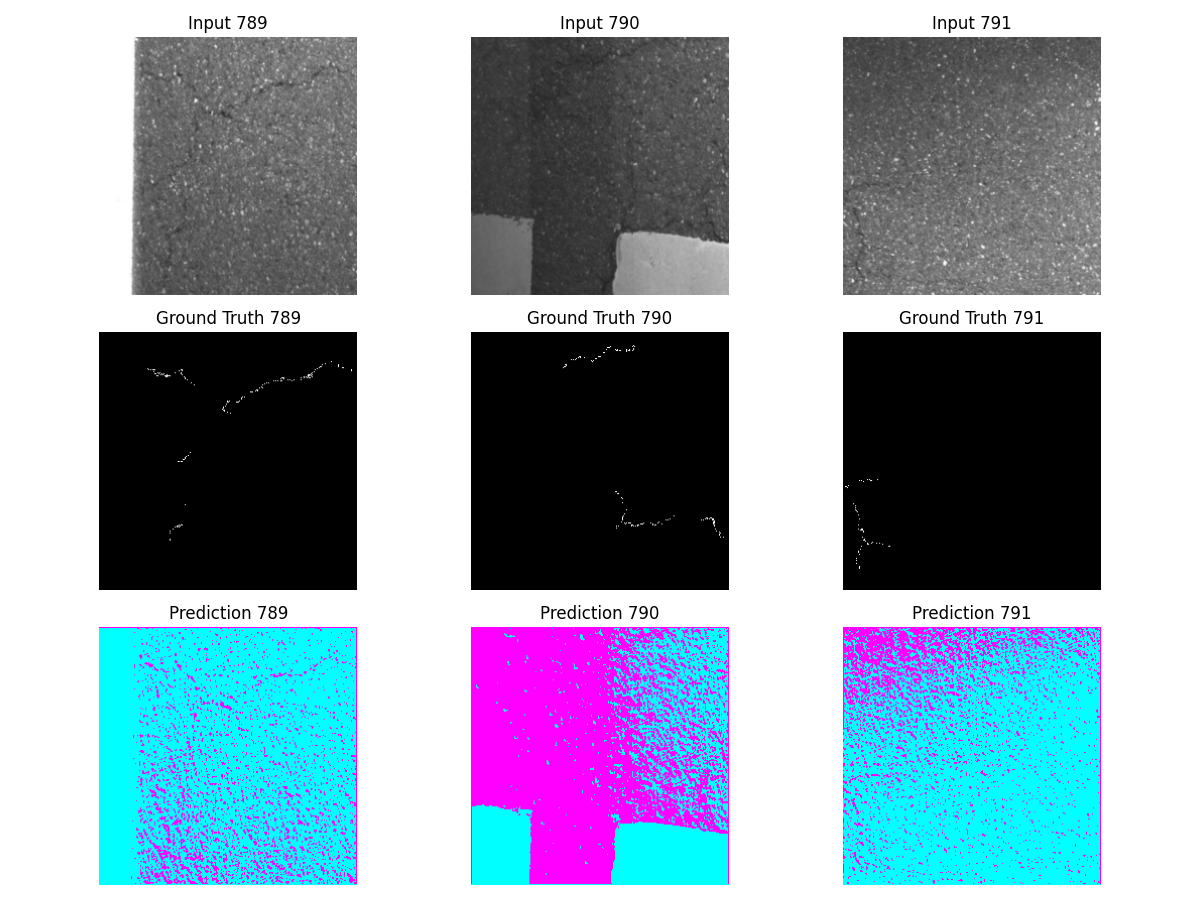 Input 789
Input 790
Input 791
Ground Truth 789
Ground Truth 790
Ground Truth 791
Prediction 789
Prediction 790
Prediction 791